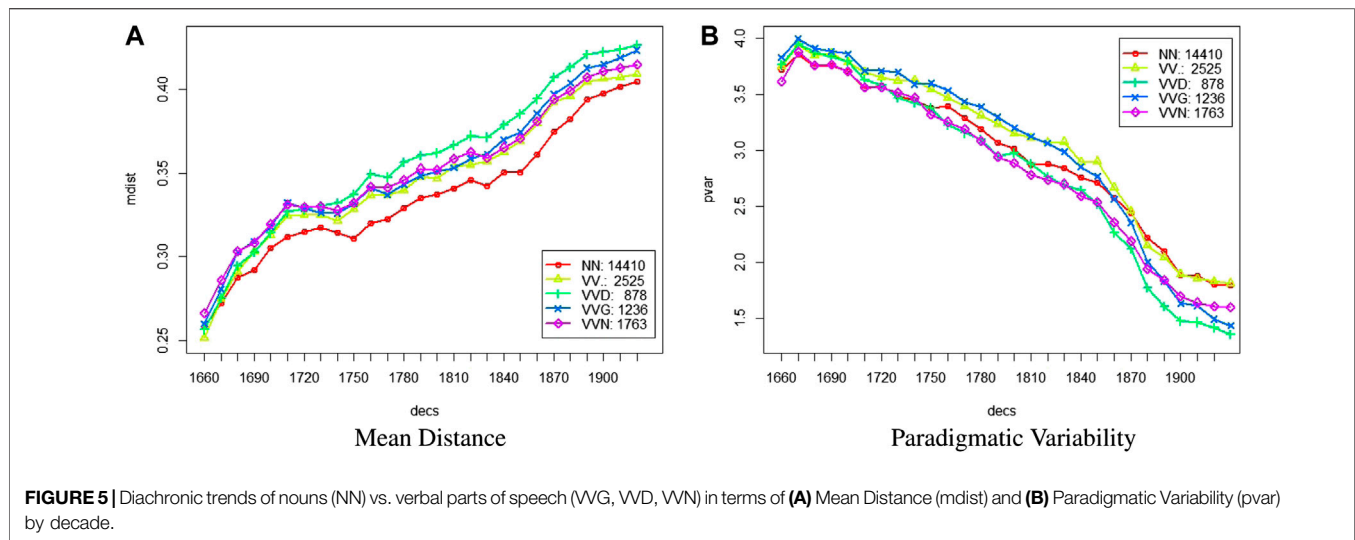 A
mdist
0.25
0.30
0.35
0.40
NN: 14410
VV.: 2525
VVD: 878
VVG: 1236
VVN: 1763
1660 1690 1720 1750 1780 1810 1840 1870 1900
decs
Mean Distance
B
pvar
1.5
2.0
2.5
3.0
3.5
4.0
NN: 14410
VV.: 2525
VVD: 878
VVG: 1236
VVN: 1763
1660 1690 1720 1750 1780 1810 1840 1870 1900
decs
Paradigmatic Variability
FIGURE 5 | Diachronic trends of nouns (NN) vs. verbal parts of speech (VVG, VVD, VVN) in terms of (A) Mean Distance (mdist) and (B) Paradigmatic Variability (pvar)
by decade.